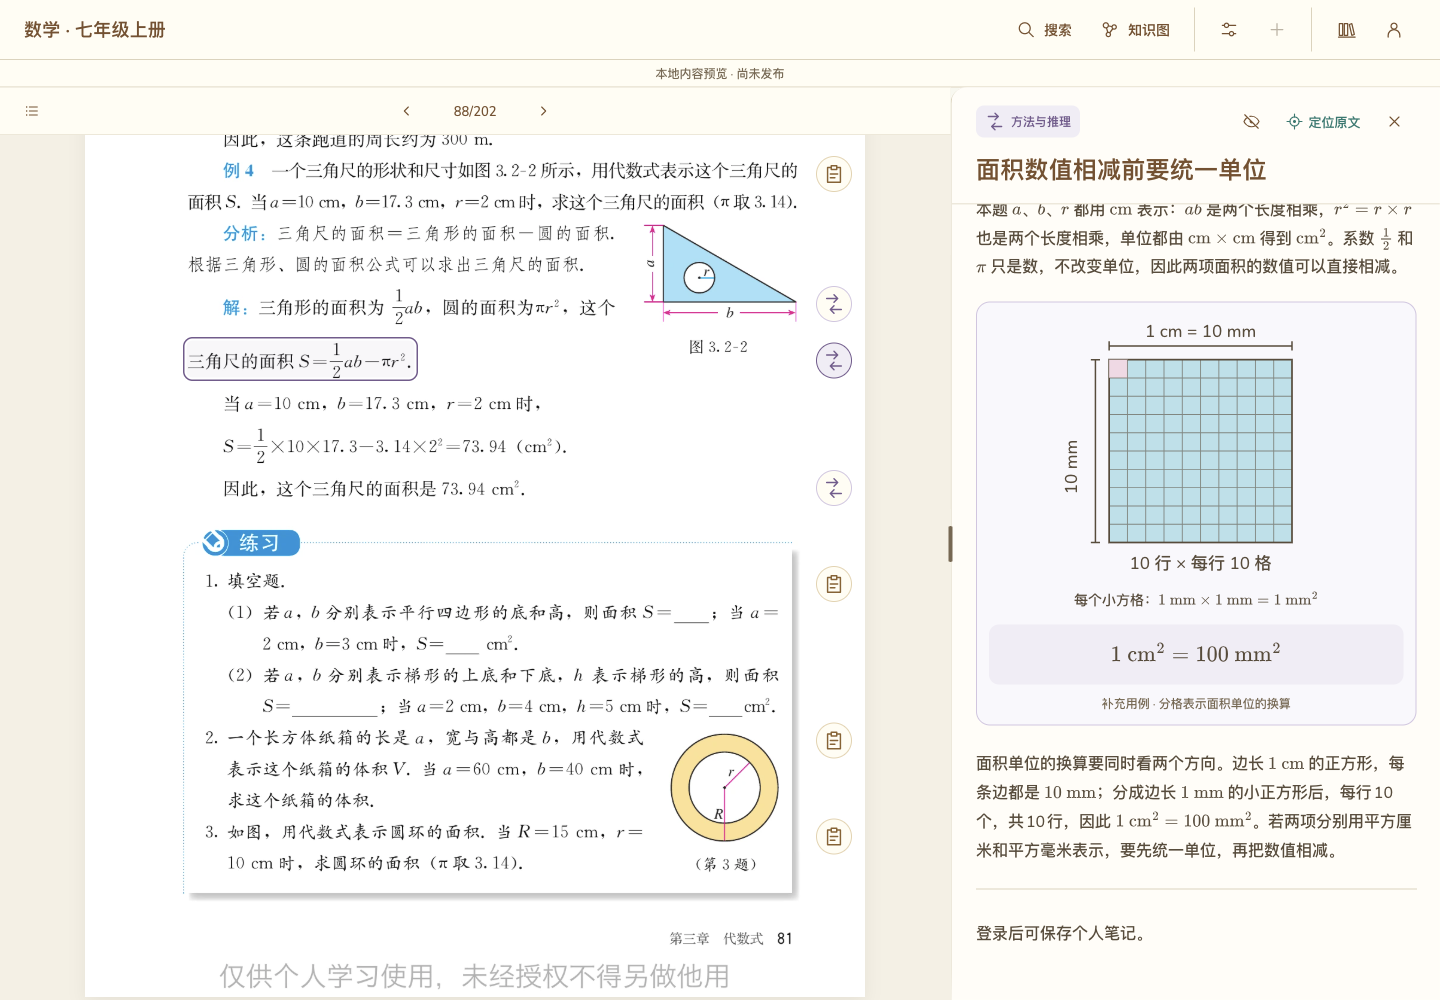 数学 · 七年级上册
搜索
知识图
本地内容预览 · 尚未发布
88/202
因此，这条跑道的周长约为 300 m.
例 4 一个三角尺的形状和尺寸如图 3.2-2 所示，用代数式表示这个三角尺的
面积 S. 当 a=10 cm，b=17.3 cm，r=2 cm 时，求这个三角尺的面积（π 取 3.14).
分析：三角尺的面积=三角形的面积-圆的面积.
根据三角形、圆的面积公式可以求出三角尺的面积.
解：三角形的面积为 1/2ab，圆的面积为πr²，这个
三角尺的面积 S=1/2ab-πr².
a
r
b
图 3.2-2
当 a=10 cm，b=17.3 cm，r=2 cm 时，
S=1/2×10×17.3-3.14×2²=73.94（cm²）.
因此，这个三角尺的面积是 73.94 cm².
练习
1. 填空题.
（1）若 a，b 分别表示平行四边形的底和高，则面积 S=___；当 a=
2 cm，b=3 cm 时，S=___ cm².
（2）若 a，b 分别表示梯形的上底和下底，h 表示梯形的高，则面积
S=________；当 a=2 cm，b=4 cm，h=5 cm 时，S=___cm².
2. 一个长方体纸箱的长是 a，宽与高都是 b，用代数式
表示这个纸箱的体积 V. 当 a=60 cm，b=40 cm 时，
求这个纸箱的体积.
3. 如图，用代数式表示圆环的面积. 当 R=15 cm，r=
10 cm 时，求圆环的面积（π 取 3.14）.
r
R
（第 3 题）
第三章 代数式 81
仅供个人学习使用，未经授权不得另做他用
方法与推理
定位原文
面积数值相减前要统一单位
本题 a、b、r 都用 cm 表示：ab 是两个长度相乘，r² = r × r
也是两个长度相乘，单位都由 cm × cm 得到 cm²。系数 1/2 和
π 只是数，不改变单位，因此两项面积的数值可以直接相减。
1 cm = 10 mm
10 mm
10 行 × 每行 10 格
每个小方格：1 mm × 1 mm = 1 mm²
1 cm² = 100 mm²
补充用例 · 分格表示面积单位的换算
面积单位的换算要同时看两个方向。边长 1 cm 的正方形，每
条边都是 10 mm；分成边长 1 mm 的小正方形后，每行 10
个，共 10 行，因此 1 cm² = 100 mm²。若两项分别用平方厘
米和平方毫米表示，要先统一单位，再把数值相减。
登录后可保存个人笔记。